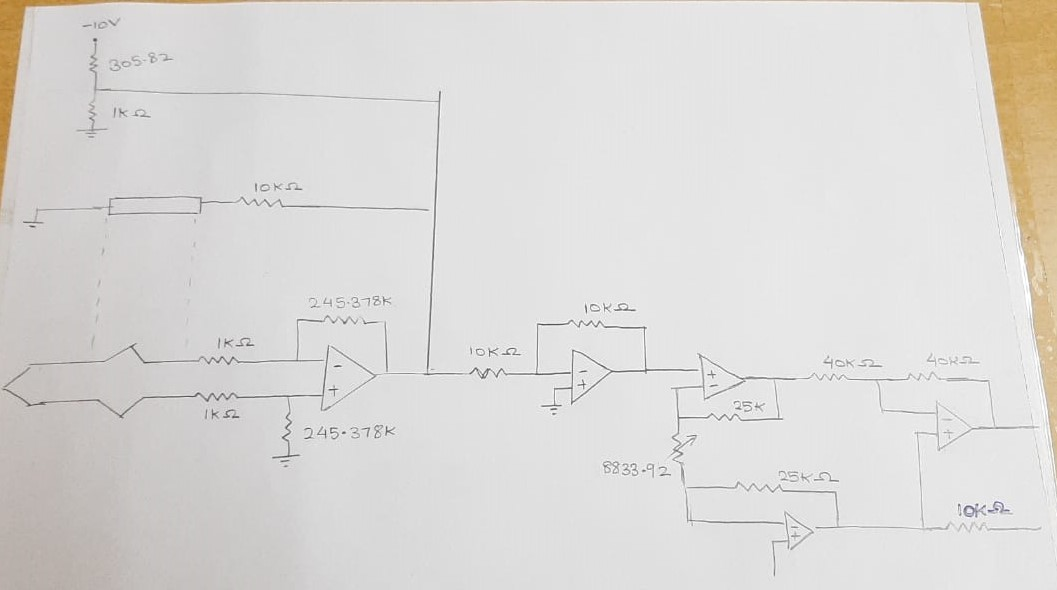 -10V
305.82
1KΩ
10KΩ
245.378K
1KΩ
-
+
1KΩ
245.378K
10KΩ
10KΩ
-
+
+
-
25K
8833.92
25KΩ
-
+
40KΩ
40KΩ
-
+
10KΩ